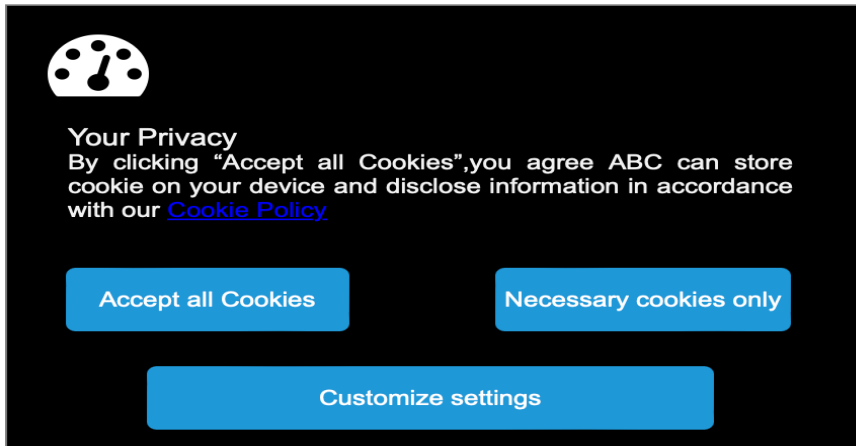 Your Privacy
By clicking “Accept all Cookies”,you agree ABC can store
cookie on your device and disclose information in accordance
with our Cookie Policy
Accept all Cookies
Necessary cookies only
Customize settings